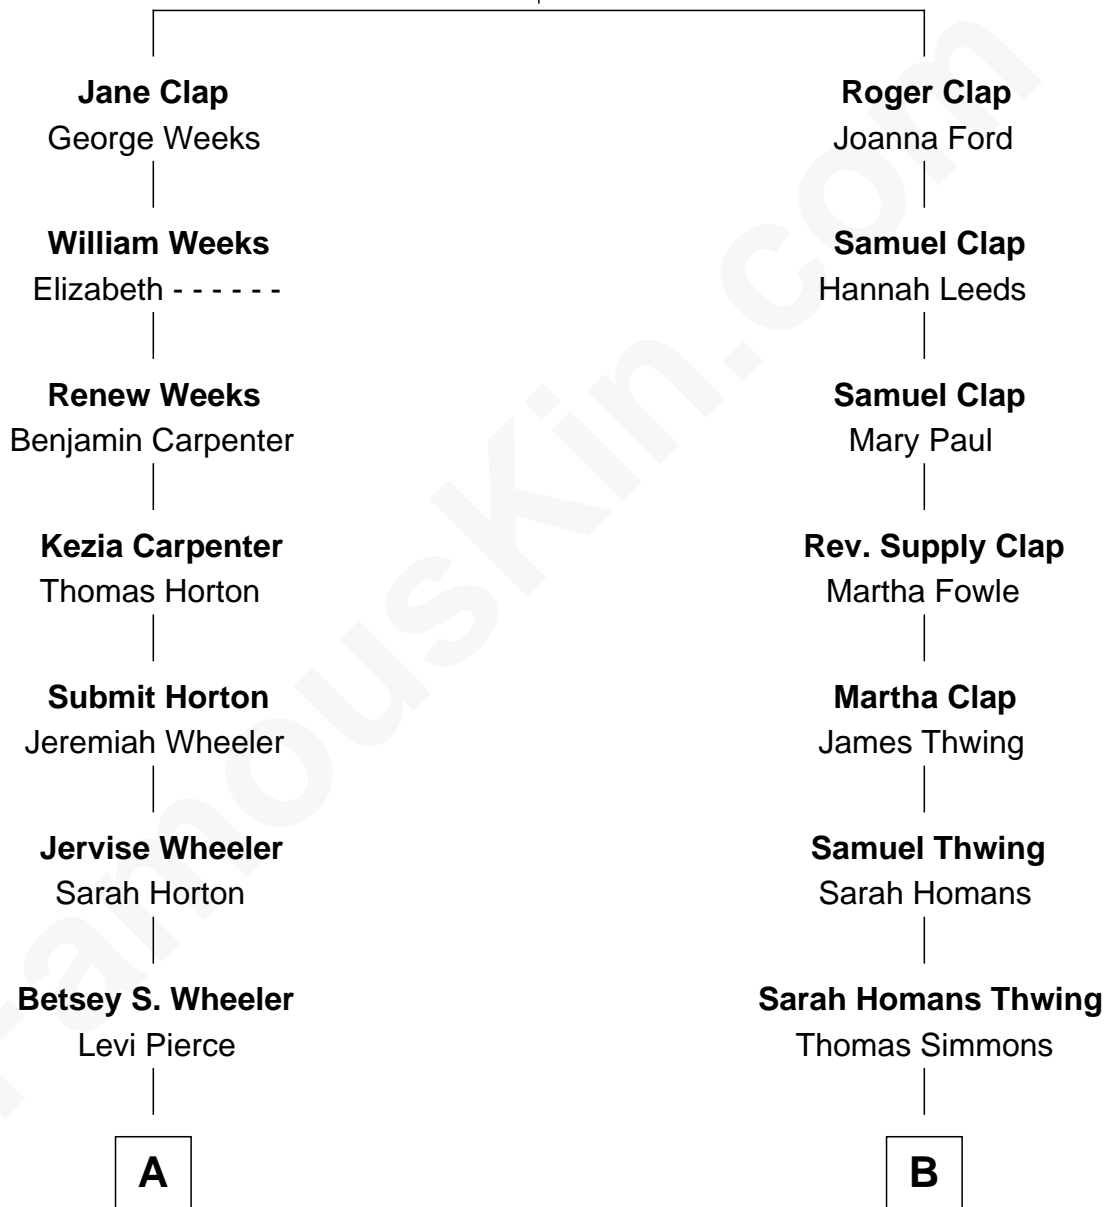 Jane Clap
George Weeks
William Weeks
Elizabeth - - - - - -
Renew Weeks
Benjamin Carpenter
Kezia Carpenter
Thomas Horton
Submit Horton
Jeremiah Wheeler
Jervise Wheeler
Sarah Horton
Betsey S. Wheeler
Levi Pierce
A
Roger Clap
Joanna Ford
Samuel Clap
Hannah Leeds
Samuel Clap
Mary Paul
Rev. Supply Clap
Martha Fowle
Martha Clap
James Thwing
Samuel Thwing
Sarah Homans
Sarah Homans Thwing
Thomas Simmons
B
FamousKin.com